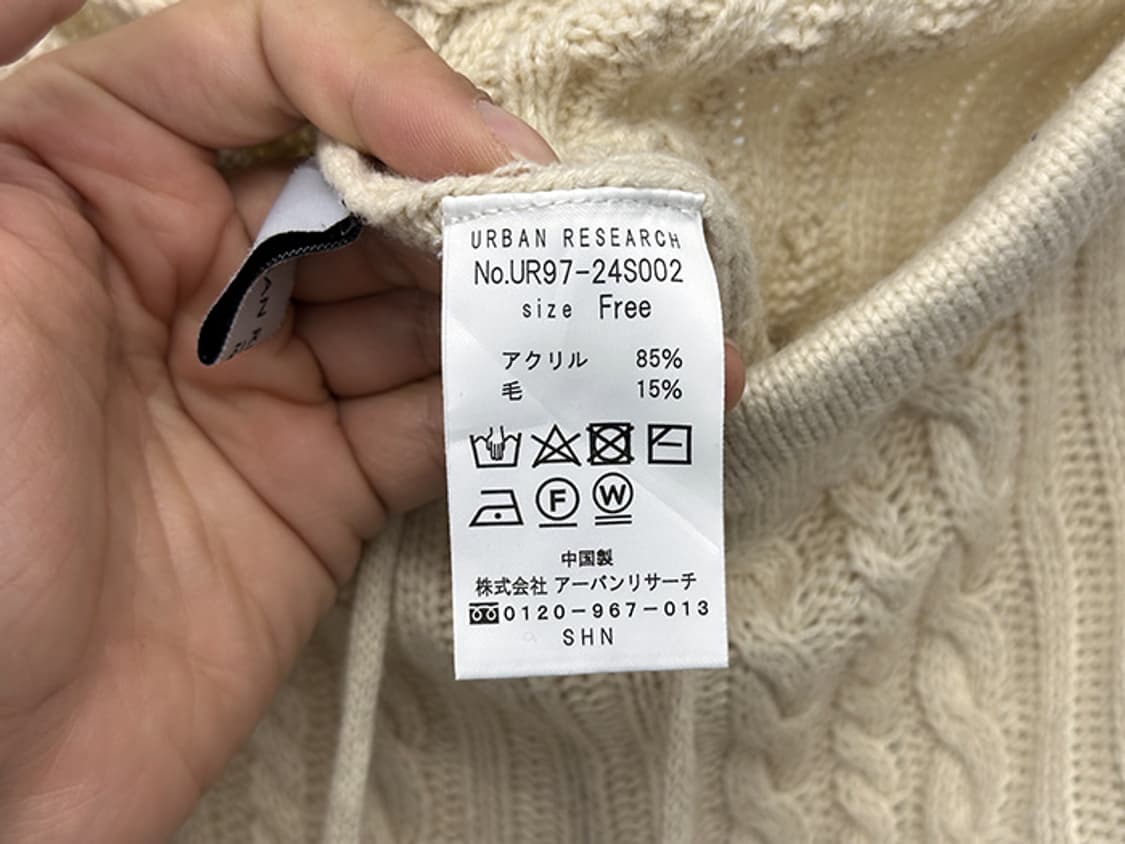 URBAN RESEARCH
No.UR97-24S002
size Free
アクリル 85%
毛 15%
F W
中国製
株式会社 アーバンリサーチ
0120-967-013
SHN